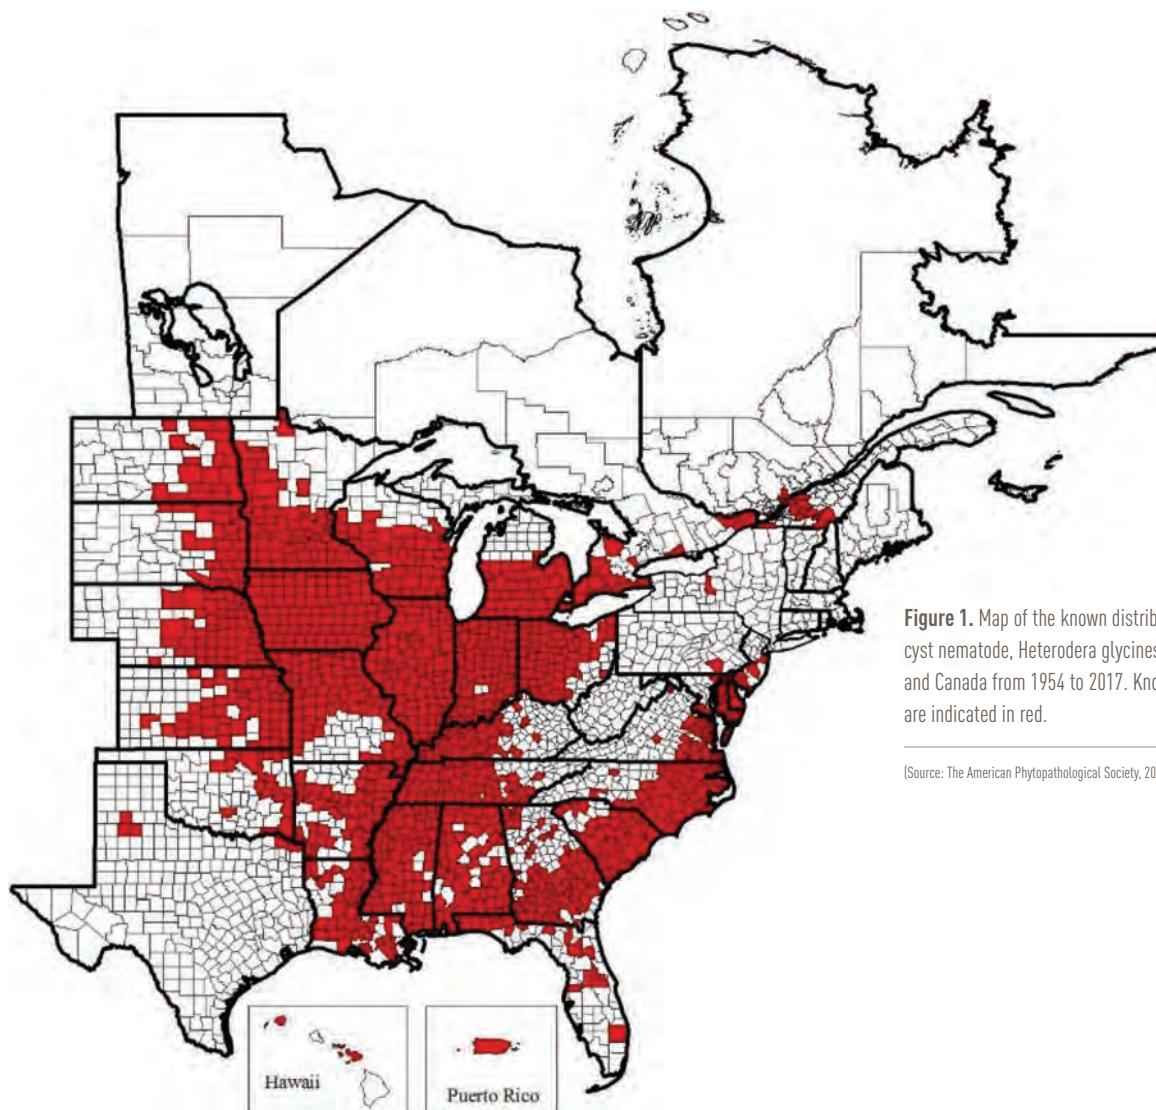 Figure 1. Map of the known distrib
cyst nematode, Heterodera glycines
and Canada from 1954 to 2017. Kno
are indicated in red.
(Source: The American Phytopathological Society, 20
Hawaii
Puerto Rico